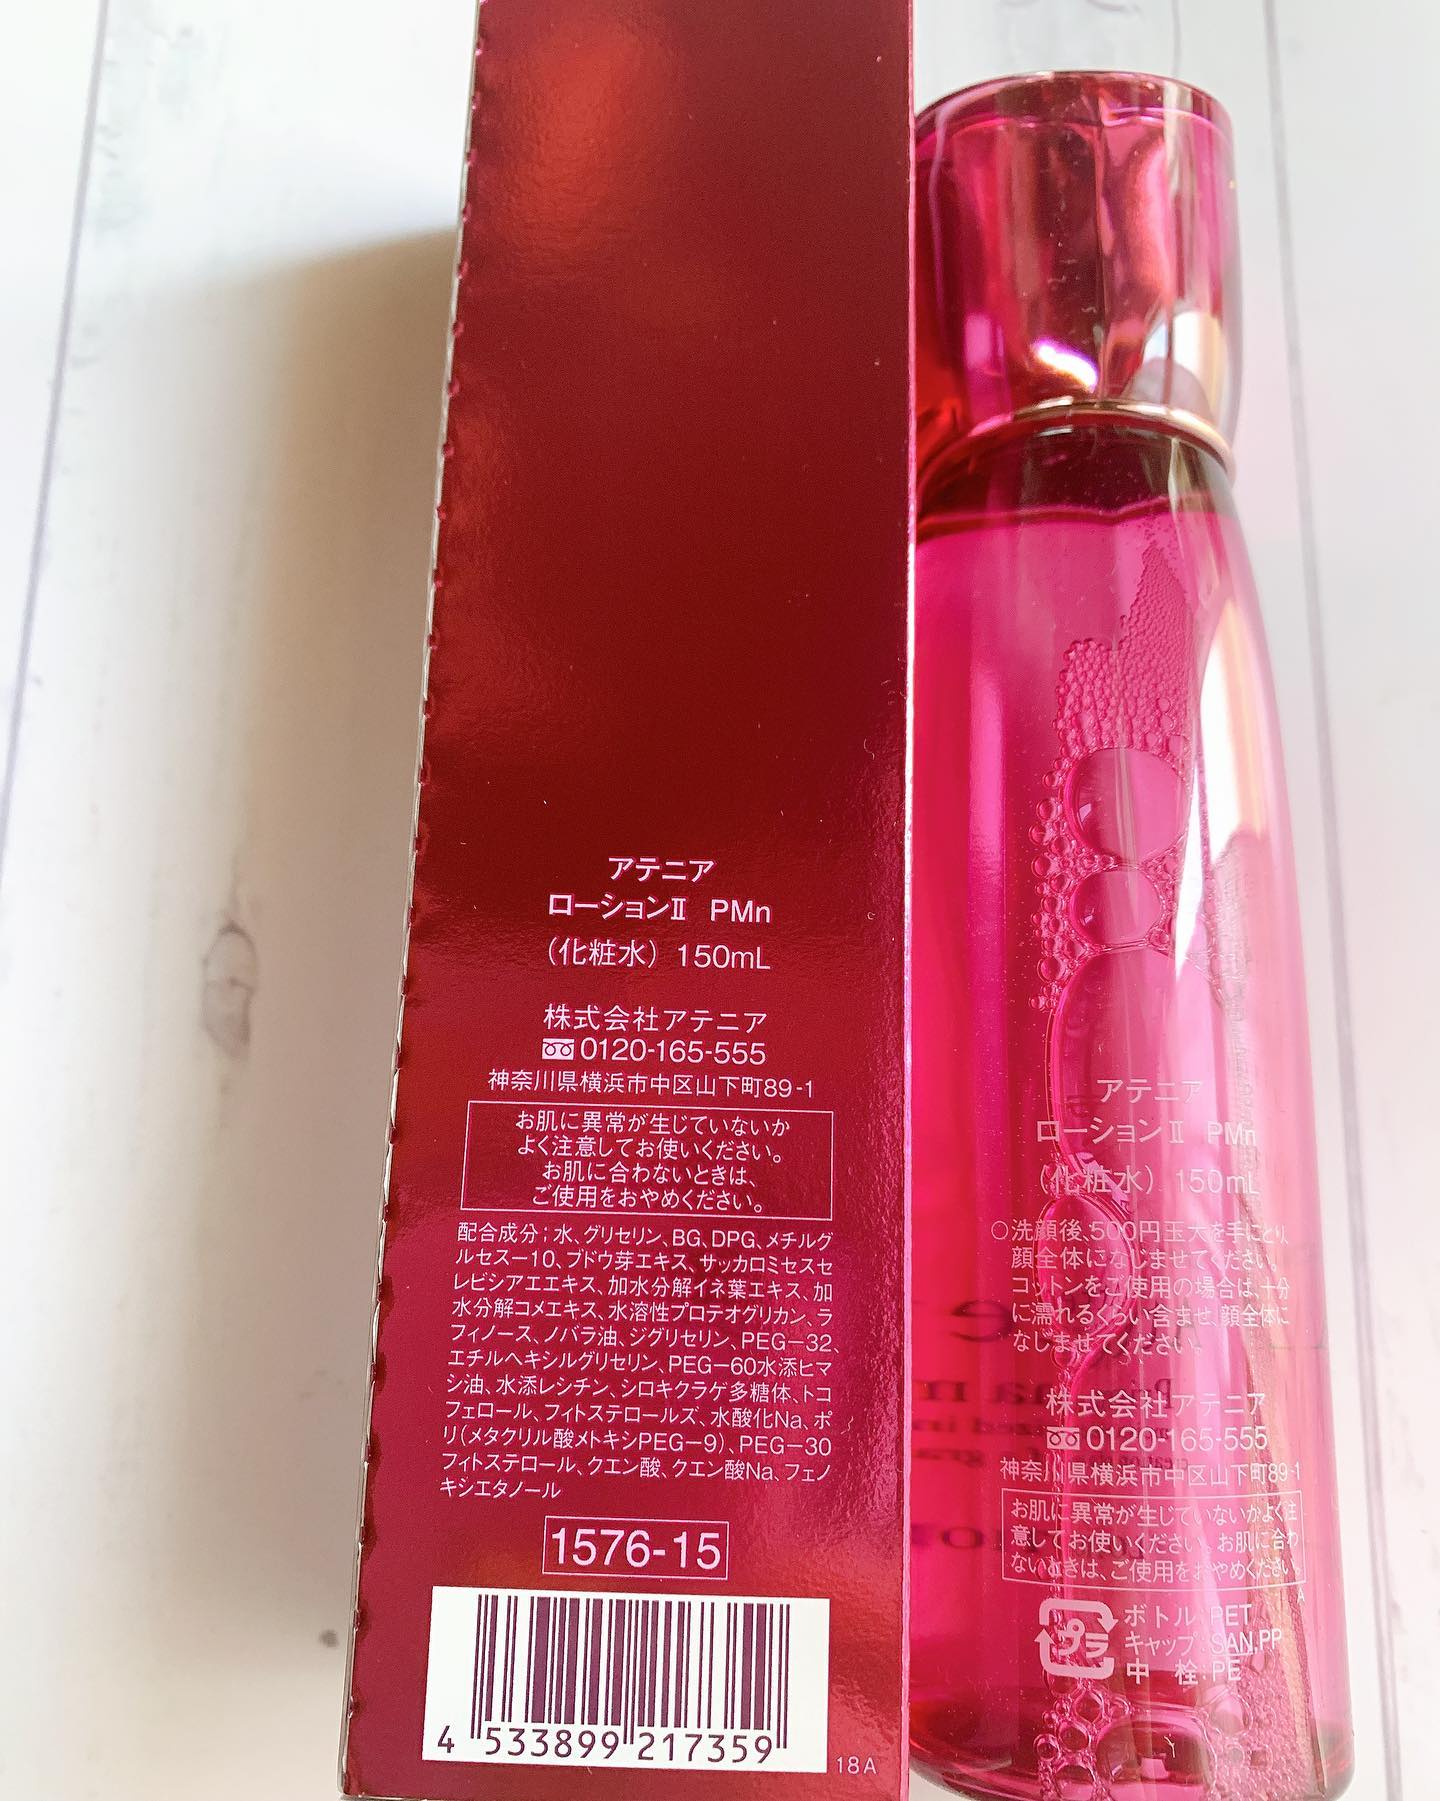 アテニア
ローションⅡ PMn
（化粧水）150mL
株式会社アテニア
0120-165-555
神奈川県横浜市中区山下町89-1
お肌に異常が生じていないか
よく注意してお使いください。
お肌に合わないときは、
ご使用をおやめください。
配合成分；水、グリセリン、BG、DPG、メチルグ
ルセス－10、ブドウ芽エキス、サッカロミセスセ
レビシアエエキス、加水分解イネ葉エキス、加
水分解コメエキス、水溶性プロテオグリカン、ラ
フィノース、ノバラ油、ジグリセリン、PEG－32、
エチルヘキシルグリセリン、PEG－60水添ヒマ
シ油、水添レシチン、シロキクラゲ多糖体、トコ
フェロール、フィトステロールズ、水酸化Na、ポ
リ（メタクリル酸メトキシPEG－9）、PEG－30
フィトステロール、クエン酸、クエン酸Na、フェノ
キシエタノール
1576-15
4 533899 217359
18A
アテニア
ローションⅡ PMn
（化粧水）150mL
○洗顔後、500円玉大を手にとり、
顔全体になじませてください。
コットンをご使用の場合は、十分
に濡れるくらい含ませ、顔全体に
なじませてください。
株式会社アテニア
0120-165-555
神奈川県横浜市中区山下町89-1
お肌に異常が生じていないかよく注
意してお使いください。お肌に合わ
ないときは、ご使用をおやめください。
A
プラ
ボトル：PET
キャップ：SAN,PP
中 栓：PE